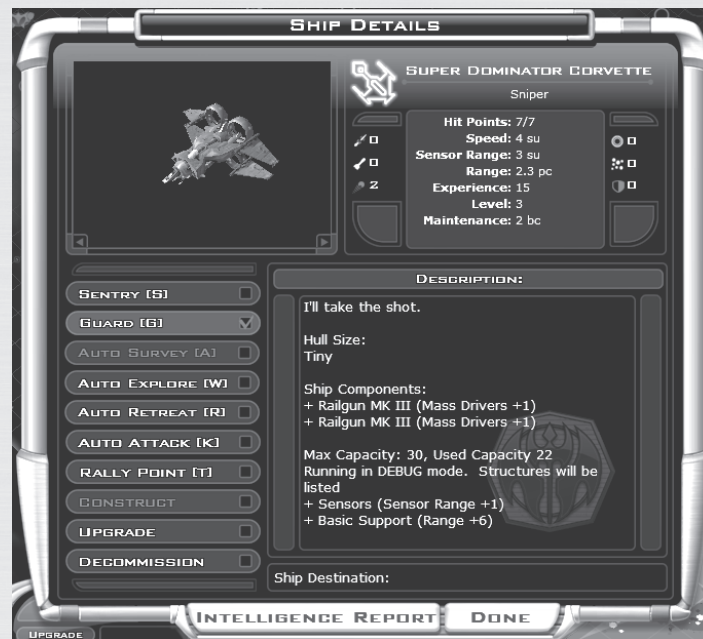 Ship Details
Super Dominator Corvette
Sniper
Hit Points: 7/7
Speed: 4 su
Sensor Range: 3 su
Range: 2.3 pc
Experience: 15
Level: 3
Maintenance: 2 bc
0
0
2
0
0
0
Sentry [S]
Guard [G]
Auto Survey [A]
Auto Explore [W]
Auto Retreat [R]
Auto Attack [K]
Rally Point [T]
Construct
Upgrade
Decommission
Description:
I'll take the shot.
Hull Size:
Tiny
Ship Components:
+ Railgun MK III (Mass Drivers +1)
+ Railgun MK III (Mass Drivers +1)
Max Capacity: 30, Used Capacity 22
Running in DEBUG mode.  Structures will be
listed
+ Sensors (Sensor Range +1)
+ Basic Support (Range +6)
Ship Destination:
Intelligence Report
Done
Upgrade